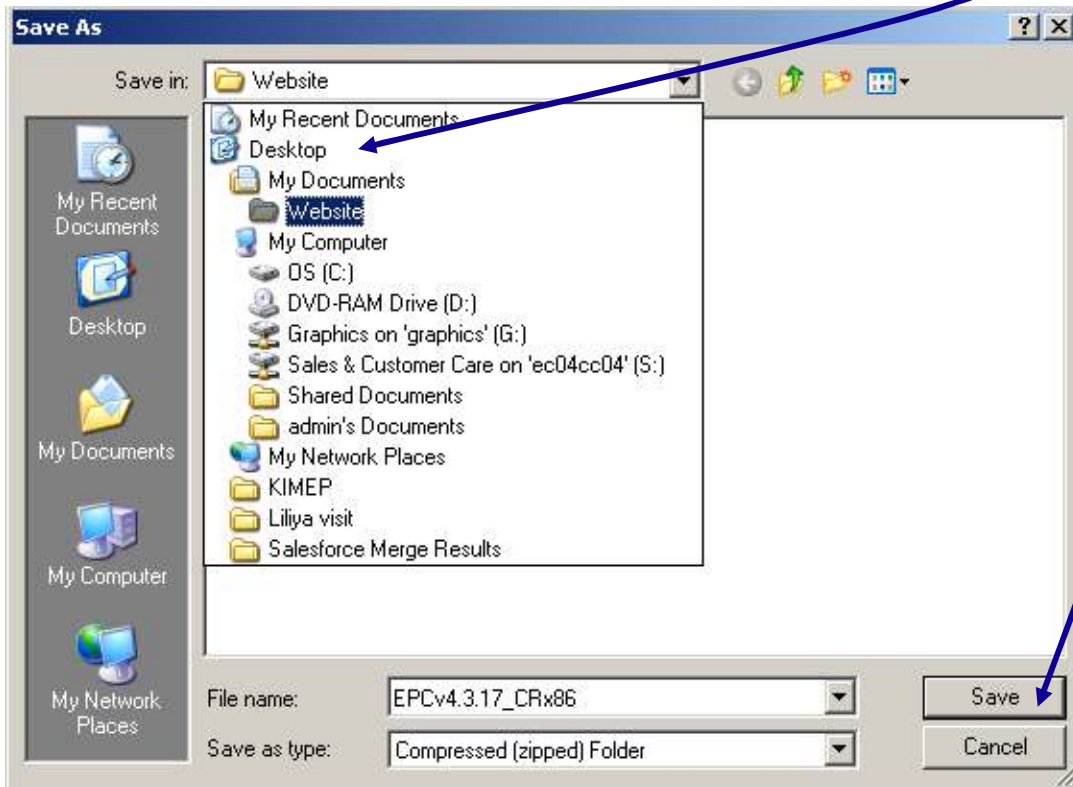 Save As
Save in:
Website
My Recent Documents
Desktop
My Documents
Website
My Computer
OS (C:)
DVD-RAM Drive (D:)
Graphics on 'graphics' (G:)
Sales & Customer Care on 'ec04cc04' (S:)
Shared Documents
admin's Documents
My Network Places
KIMEP
Liliya visit
Salesforce Merge Results
My Recent
Documents
Desktop
My Documents
My Computer
My Network
Places
File name:
EPCv4.3.17_CRx86
Save
Save as type:
Compressed (zipped) Folder
Cancel